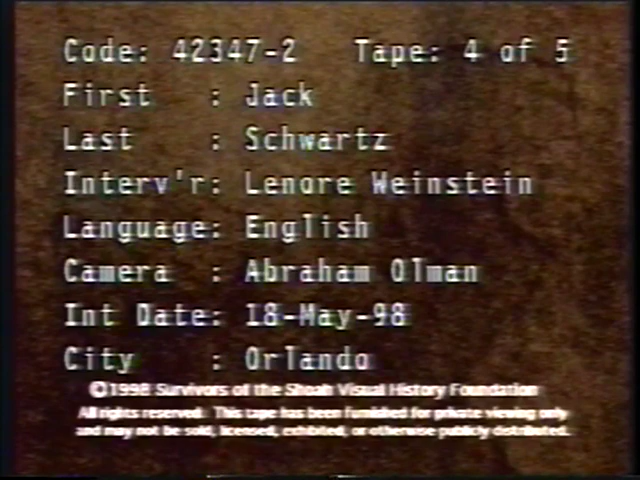 Code: 42347-2 Tape: 4 of 5
First : Jack
Last : Schwartz
Interv'r: Lenore Weinstein
Language: English
Camera : Abraham Olman
Int Date: 18-May-98
City : Orlando
©1998 Survivors of the Shoah Visual History Foundation
All rights reserved. This tape has been furnished for private viewing only
and may not be sold, licensed, exhibited, or otherwise publicly distributed.